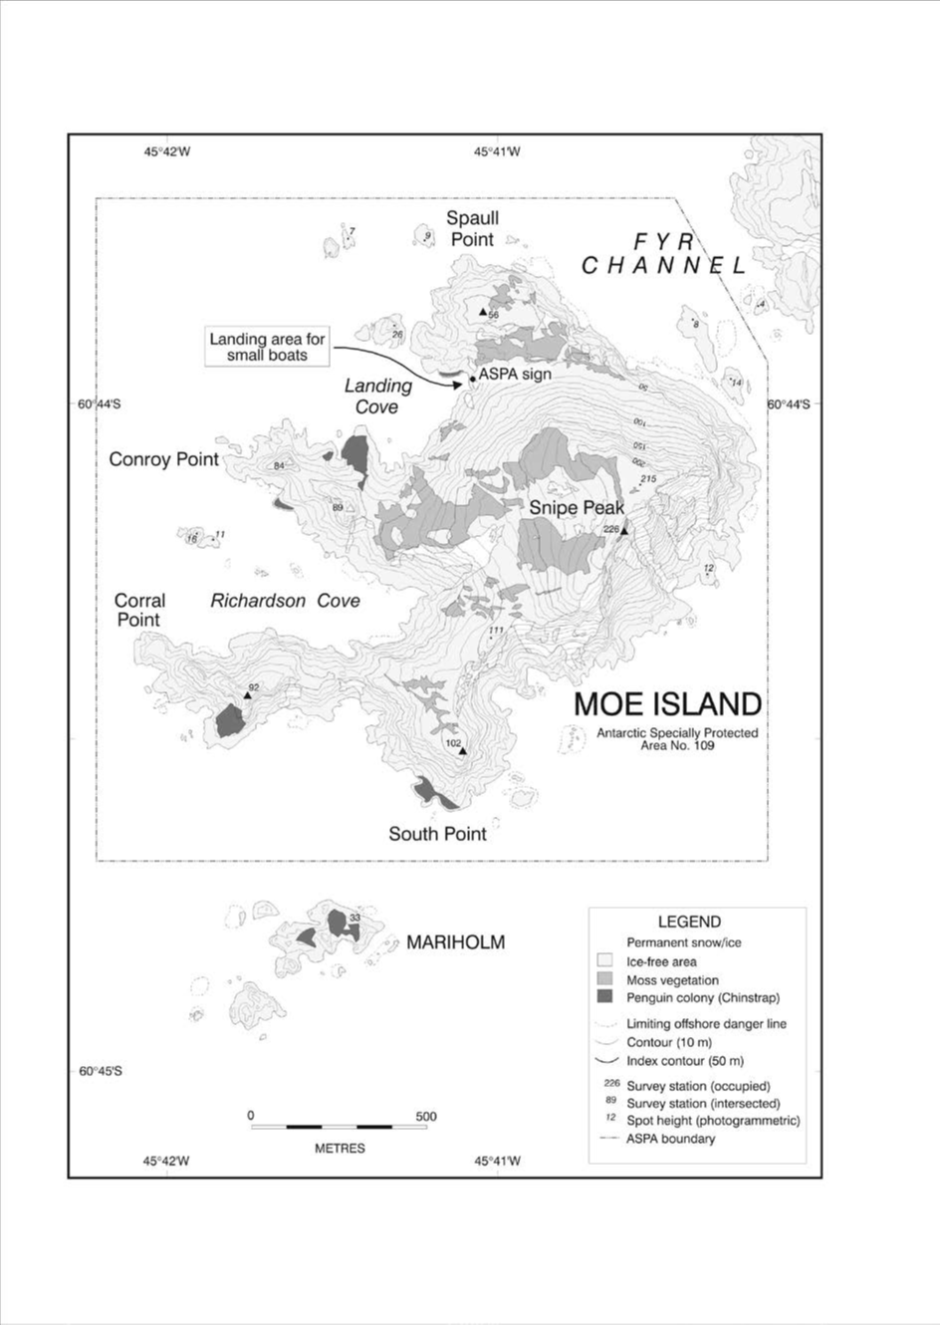 45°42'W
45°41'W
Spaull
Point
7
9
FYR
CHANNEL
4
56
8
26
Landing area for
small boats
ASPA sign
14
50
Landing
Cove
60°44'S
60°44'S
100
150
200
Conroy Point
84
215
89
Snipe Peak
226
16
11
12
Corral
Point
Richardson Cove
111
92
MOE ISLAND
Antarctic Specially Protected
Area No. 109
102
South Point
33
MARIHOLM
LEGEND
Permanent snow/ice
Ice-free area
Moss vegetation
Penguin colony (Chinstrap)
Limiting offshore danger line
Contour (10 m)
Index contour (50 m)
226 Survey station (occupied)
89 Survey station (intersected)
12 Spot height (photogrammetric)
ASPA boundary
60°45'S
0
500
METRES
45°42'W
45°41'W